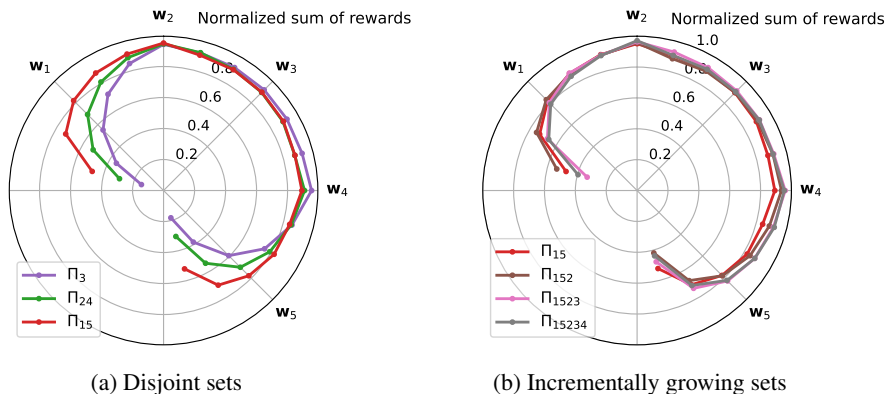 w₂ Normalized sum of rewards
w₁ w₃
0.8
0.6
0.4
0.2
w₄
w₅
Π₃
Π₂₄
Π₁₅
(a) Disjoint sets
w₂ Normalized sum of rewards
1.0
w₁ w₃
0.8
0.6
0.4
0.2
w₄
w₅
Π₁₅
Π₁₅₂
Π₁₅₂₃
Π₁₅₂₃₄
(b) Incrementally growing sets